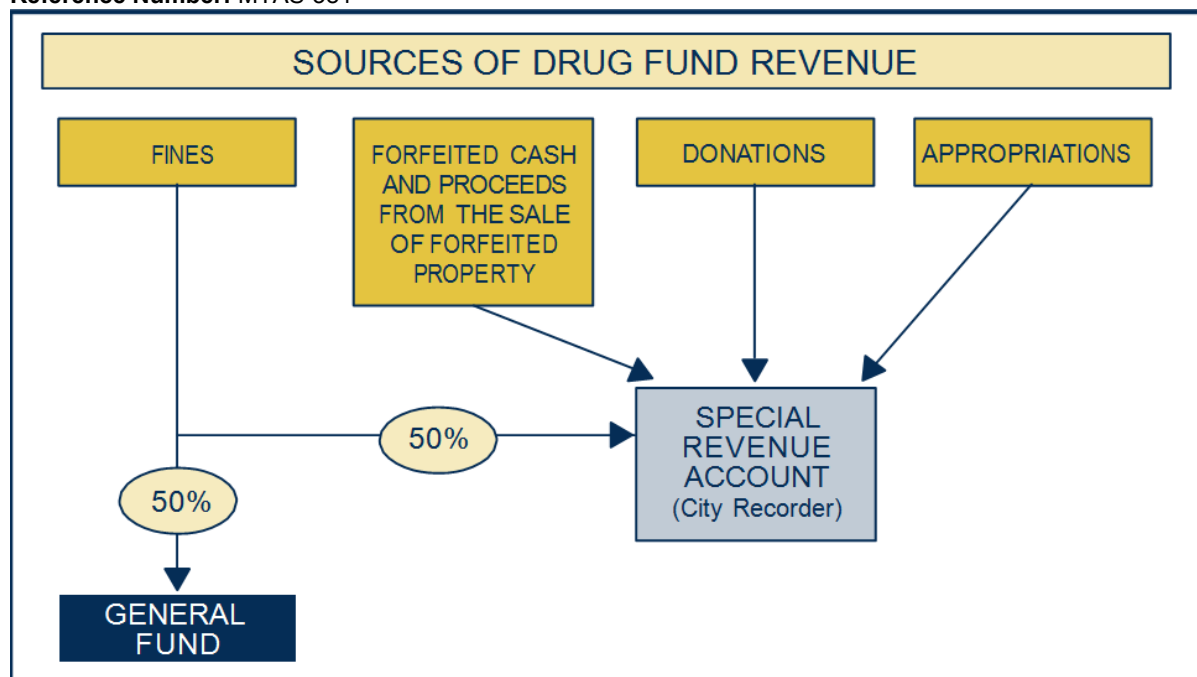 SOURCES OF DRUG FUND REVENUE
FINES
FORFEITED CASH
AND PROCEEDS
FROM THE SALE
OF FORFEITED
PROPERTY
DONATIONS
APPROPRIATIONS
50%
SPECIAL
REVENUE
ACCOUNT
(City Recorder)
50%
GENERAL
FUND